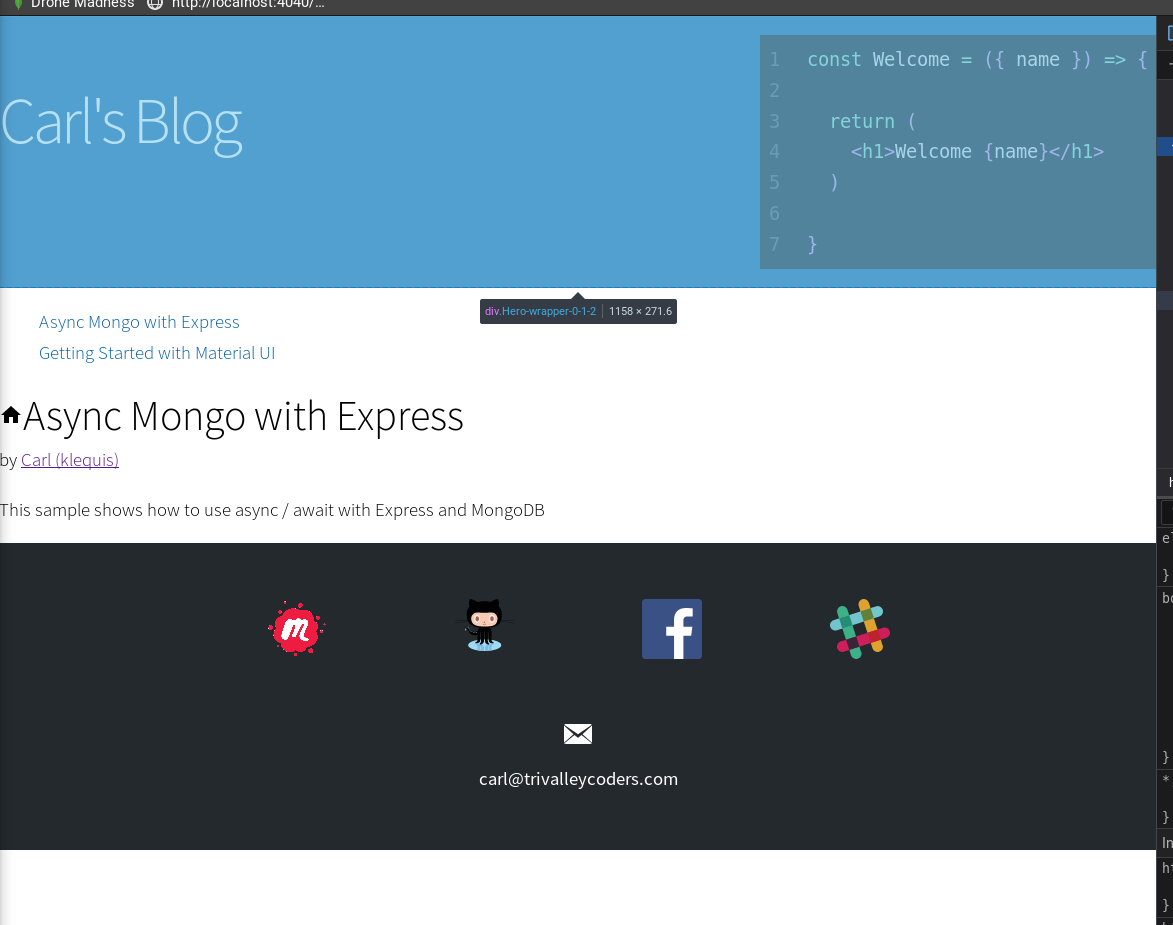 Drone Madness http://localhost:4040/...
Carl's Blog
1 const Welcome = ({ name }) => {
2
3 return (
4 <h1>Welcome {name}</h1>
5 )
6
7 }
div.Hero-wrapper-0-1-2 1158 × 271.6
Async Mongo with Express
Getting Started with Material UI
Async Mongo with Express
by Carl (klequis)
This sample shows how to use async / await with Express and MongoDB
m
carl@trivalleycoders.com
}
}
*
}
}